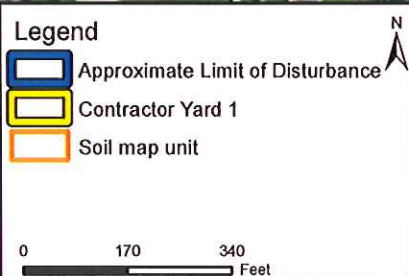 Legend
N
Approximate Limit of Disturbance
Contractor Yard 1
Soil map unit
0 170 340
Feet